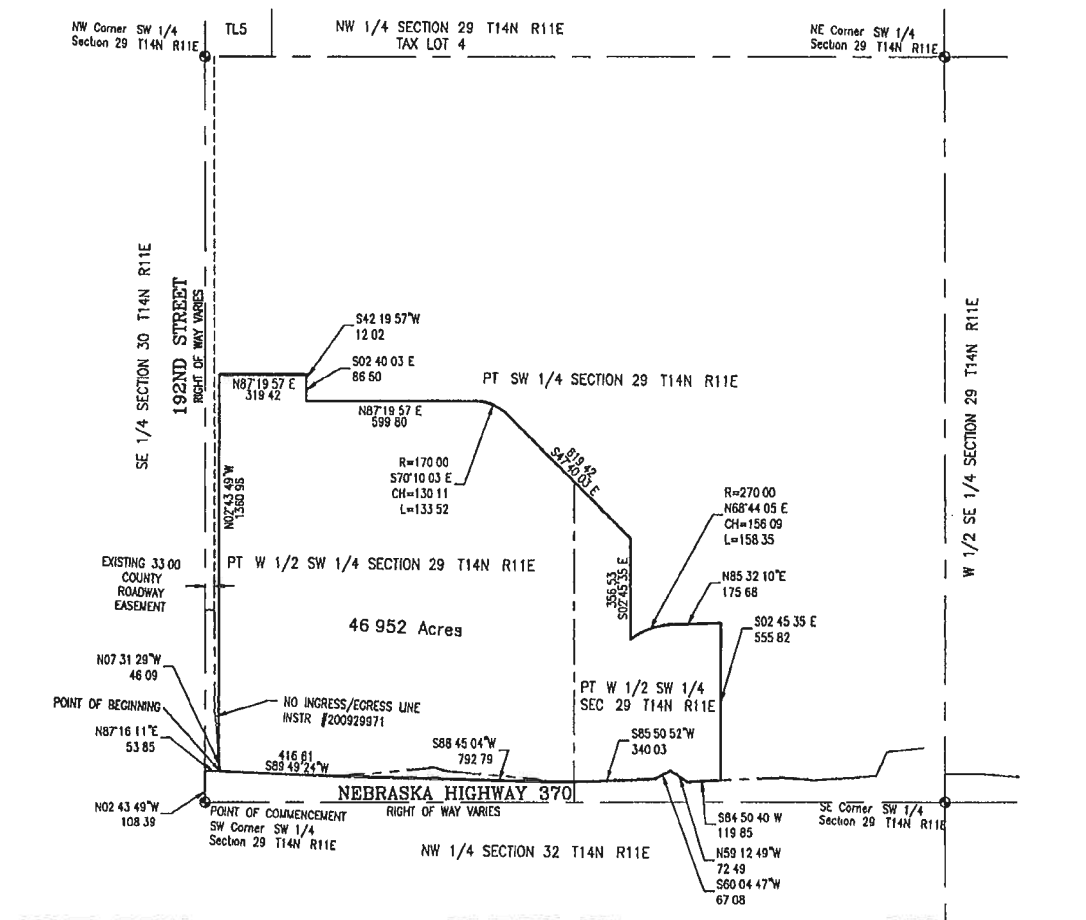 NW Corner SW 1/4
Section 29 T14N R11E
TL5
NW 1/4 SECTION 29 T14N R11E
TAX LOT 4
NE Corner SW 1/4
Section 29 T14N R11E
SE 1/4 SECTION 30 T14N R11E
192ND STREET
RIGHT OF WAY VARIES
S42 19 57"W
12 02
S02 40 03 E
86 60
N87°19 57 E
319 42
PT SW 1/4 SECTION 29 T14N R11E
N87°19 57 E
599 80
819 42
S47°40 03 E
R=170 00
S70°10 03 E
CH=130 11
L=133 52
N02°43 49"W
1360 96
R=270 00
N68°44 05 E
CH=156 09
L=158 35
W 1/2 SE 1/4 SECTION 29 T14N R11E
EXISTING 33 00
COUNTY
ROADWAY
EASEMENT
PT W 1/2 SW 1/4 SECTION 29 T14N R11E
356 53
S02°45 35 E
N85 32 10"E
175 68
46 952 Acres
S02 45 35 E
555 82
N07 31 29"W
46 09
PT W 1/2 SW 1/4
SEC 29 T14N R11E
POINT OF BEGINNING
NO INGRESS/EGRESS LINE
INSTR #200929971
N87°16 11"E
53 85
416 61
S89 49'24"W
S88 45 04"W
792 79
S85 50 52"W
340 03
NEBRASKA HIGHWAY 370
RIGHT OF WAY VARIES
N02 43 49"W
108 39
POINT OF COMMENCEMENT
SW Corner SW 1/4
Section 29 T14N R11E
SE Corner SW 1/4
Section 29 T14N R11E
S84 50 40 W
119 85
NW 1/4 SECTION 32 T14N R11E
N59 12 49"W
72 49
S60 04 47"W
67 08